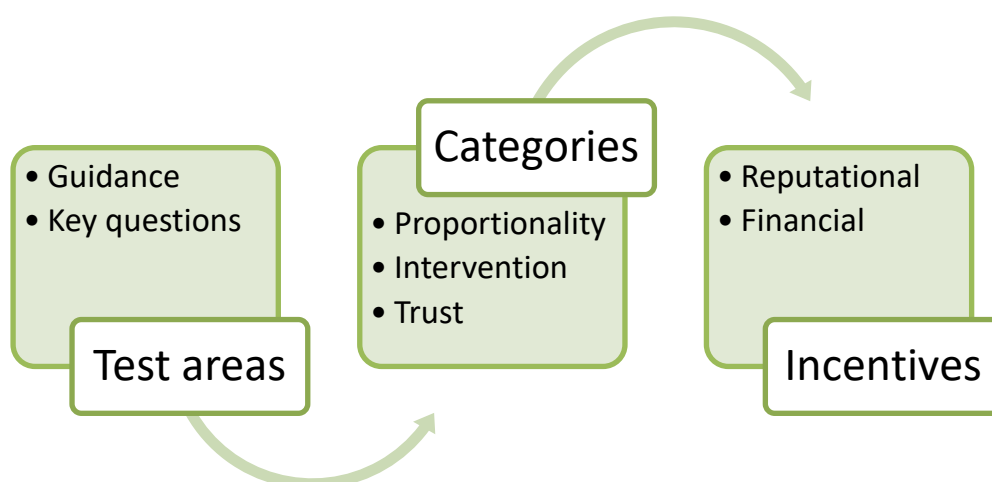 • Guidance
• Key questions
Test areas
Categories
• Proportionality
• Intervention
• Trust
• Reputational
• Financial
Incentives